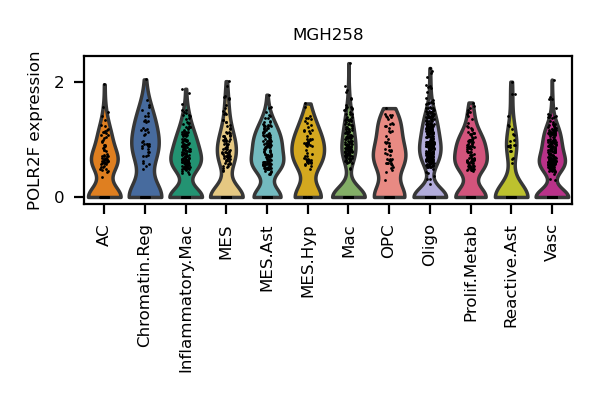 MGH258
POLR2F expression
2
0
AC
Chromatin.Reg
Inflammatory.Mac
MES
MES.Ast
MES.Hyp
Mac
OPC
Oligo
Prolif.Metab
Reactive.Ast
Vasc